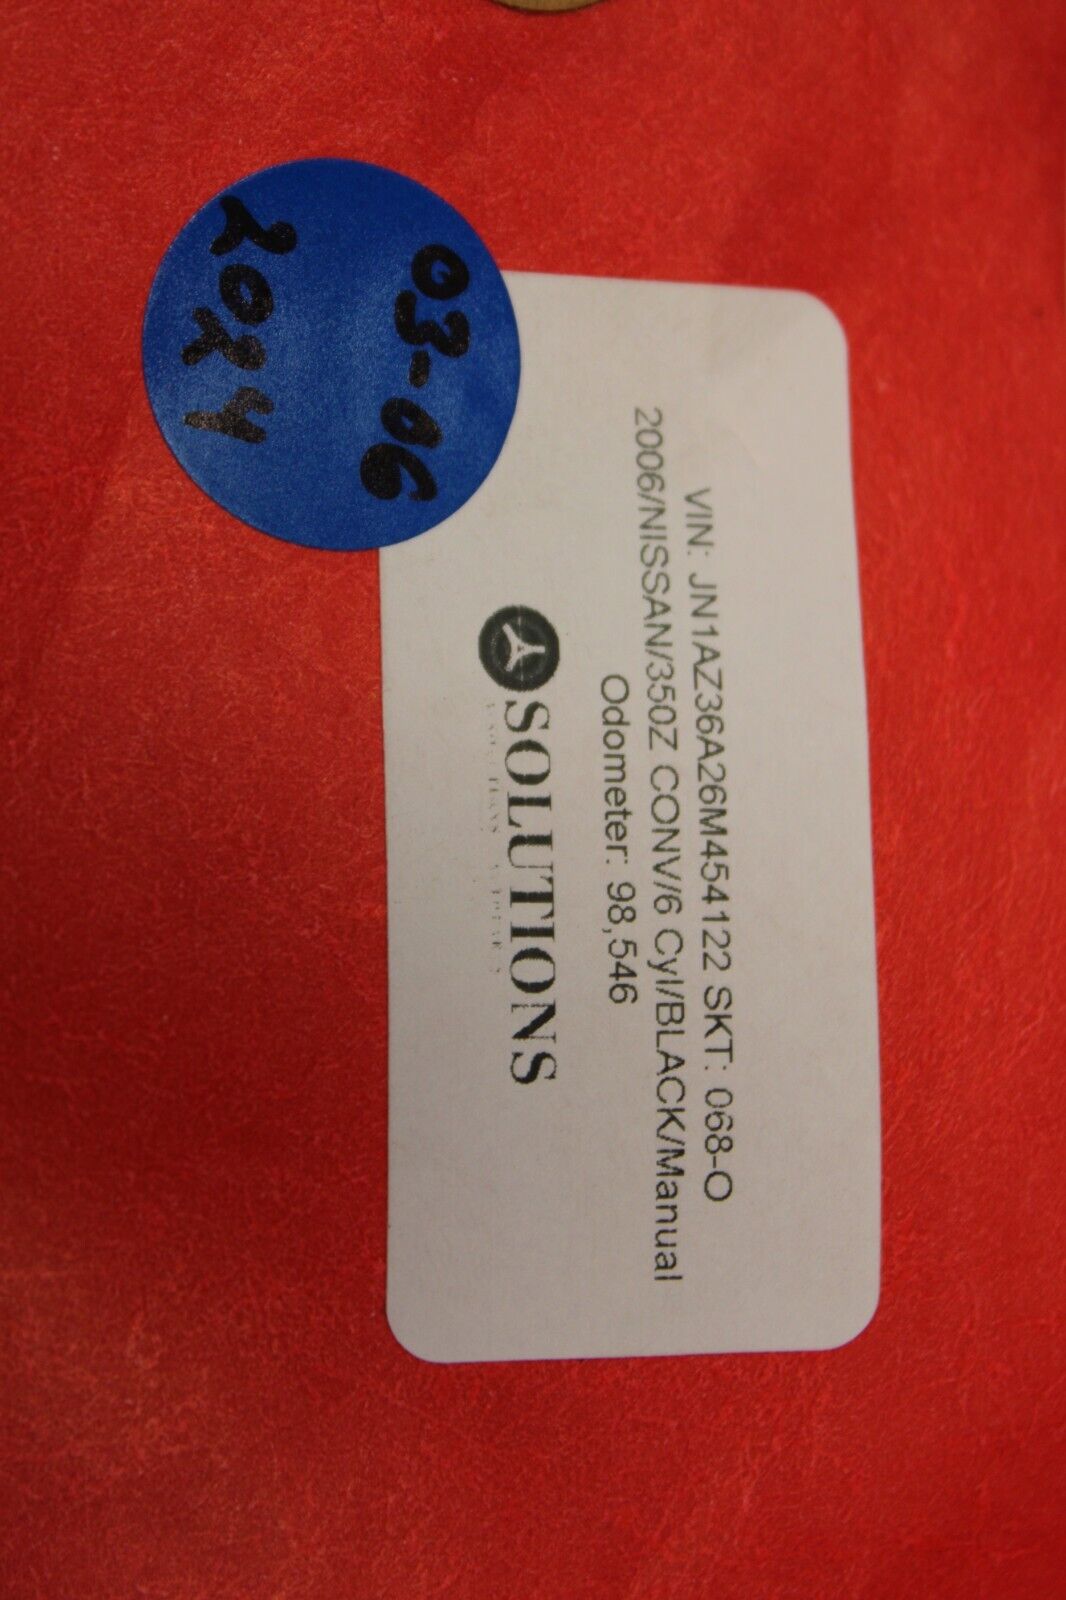 03-06
2024
VIN: JN1AZ36A26M454122 SKT: 068-O
2006/NISSAN/350Z CONV/6 Cyl/BLACK/Manual
Odometer: 98,546
SOLUTIONS